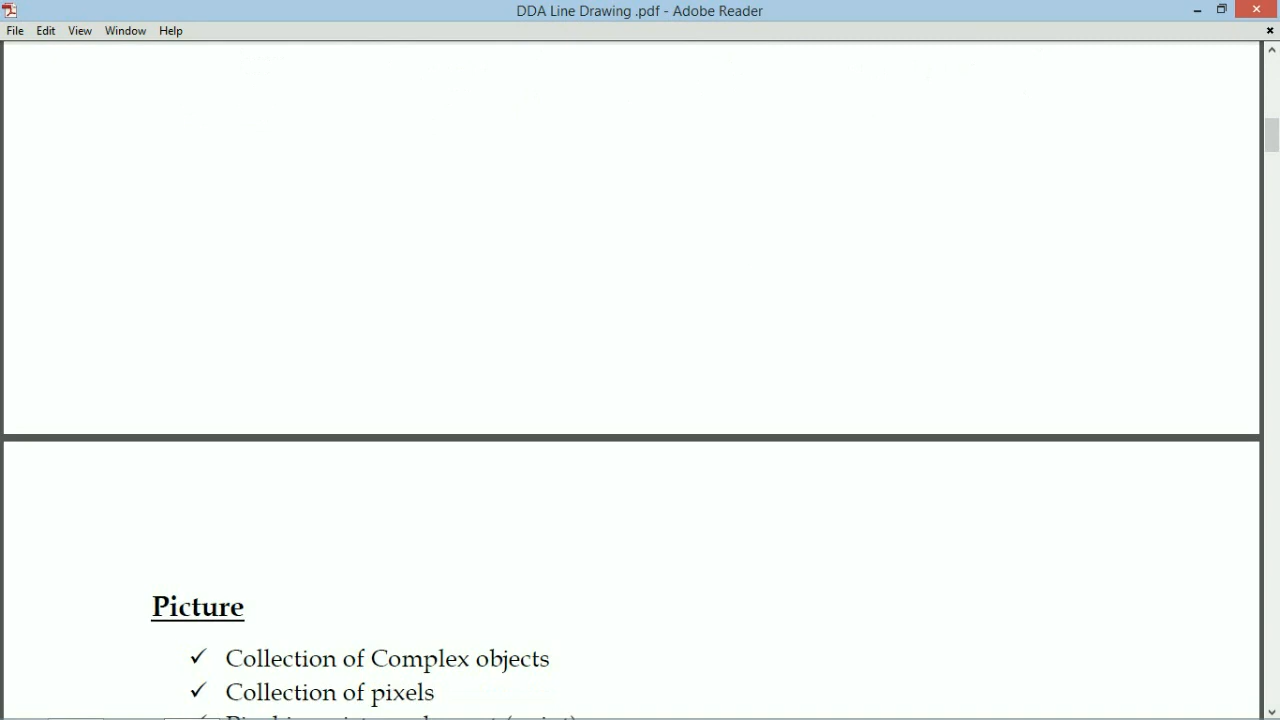 DDA Line Drawing .pdf - Adobe Reader
File Edit View Window Help
Picture
✓ Collection of Complex objects
✓ Collection of pixels